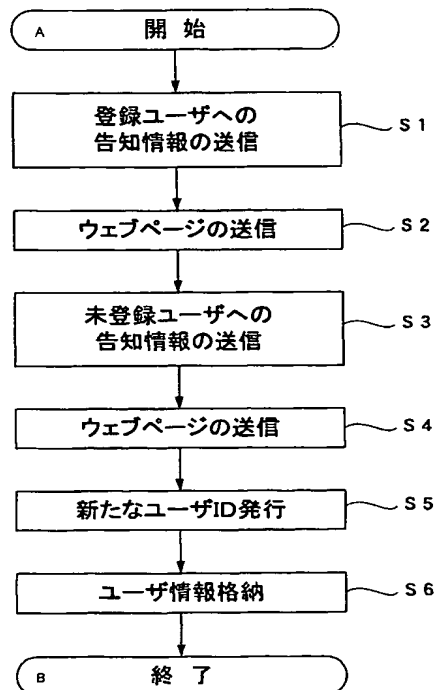 A 開始
登録ユーザへの
告知情報の送信
S1
ウェブページの送信
S2
未登録ユーザへの
告知情報の送信
S3
ウェブページの送信
S4
新たなユーザID発行
S5
ユーザ情報格納
S6
B 終了